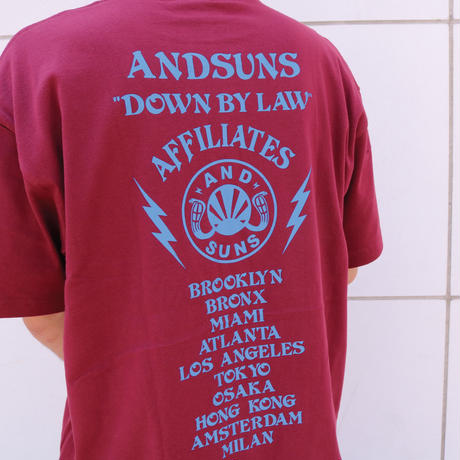 ANDSUNS
"DOWN BY LAW"
AFFILIATES
AND
SUNS
BROOKLYN
BRONX
MIAMI
ATLANTA
LOS ANGELES
TOKYO
OSAKA
HONG KONG
AMSTERDAM
MILAN